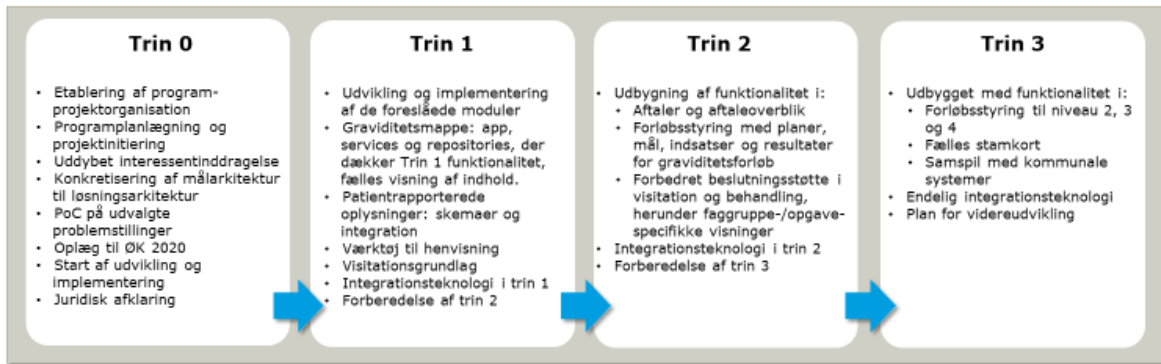 Trin 0
• Etablering af program-
projektorganisation
• Programplanlægning og
projektinitiering
• Uddybet interessentinddragelse
• Konkretisering af målarkitektur
til løsningsarkitektur
• PoC på udvalgte
problemstillinger
• Oplæg til ØK 2020
• Start af udvikling og
implementering
• Juridisk afklaring
Trin 1
• Udvikling og implementering
af de foreslåede moduler
• Graviditetsmappe: app,
services og repositories, der
dækker Trin 1 funktionalitet,
fælles visning af indhold.
• Patientrapporterede
oplysninger: skemaer og
integration
• Værktøj til henvisning
• Visitationsgrundlag
• Integrationsteknologi i trin 1
• Forberedelse af trin 2
Trin 2
• Udbygning af funktionalitet i:
• Aftaler og aftaleoverblik
• Forløbsstyring med planer,
mål, indsatser og resultater
for graviditetsforløb
• Forbedret beslutningsstøtte i
visitation og behandling,
herunder faggruppe-/opgave-
specifikke visninger
• Integrationsteknologi i trin 2
• Forberedelse af trin 3
Trin 3
• Udbygget med funktionalitet i:
• Forløbsstyring til niveau 2, 3
og 4
• Fælles stamkort
• Samspil med kommunale
systemer
• Endelig integrationsteknologi
• Plan for videreudvikling